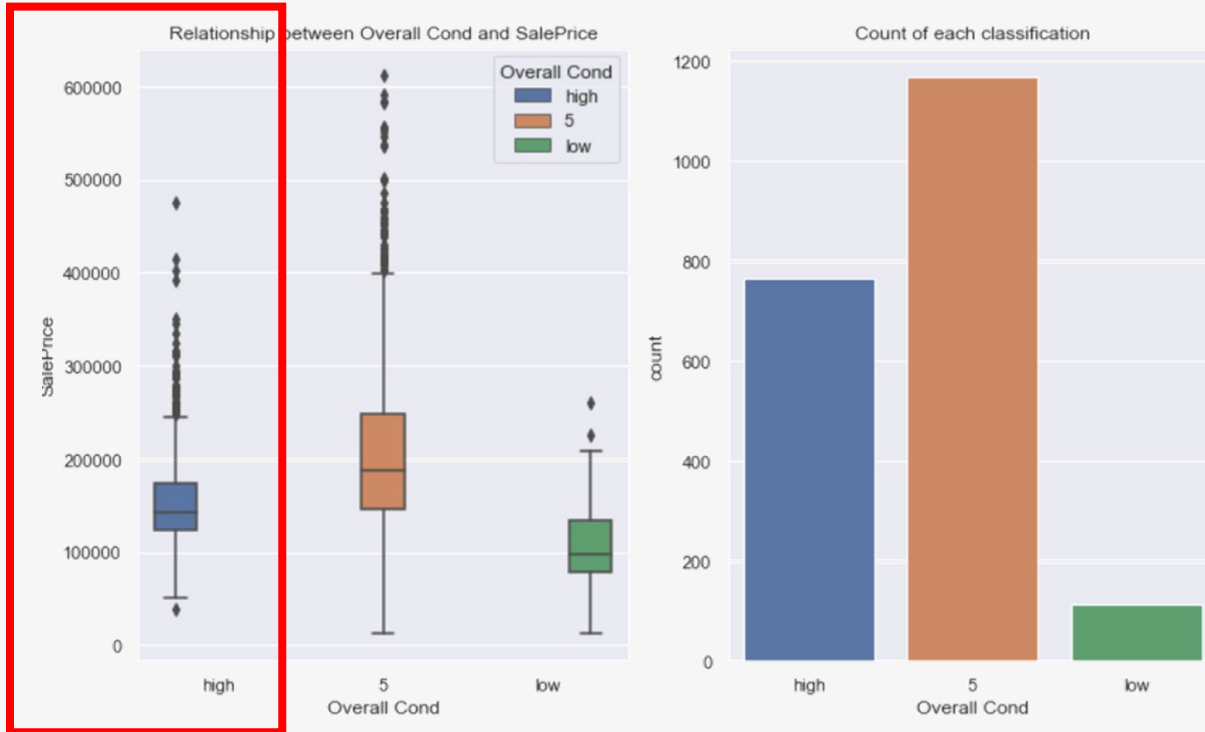 Relationship between Overall Cond and SalePrice
Overall Cond
high
5
low
600000
500000
400000
300000
200000
100000
0
SalePrice
high 5 low
Overall Cond
Count of each classification
1200
1000
800
600
400
200
0
count
high 5 low
Overall Cond